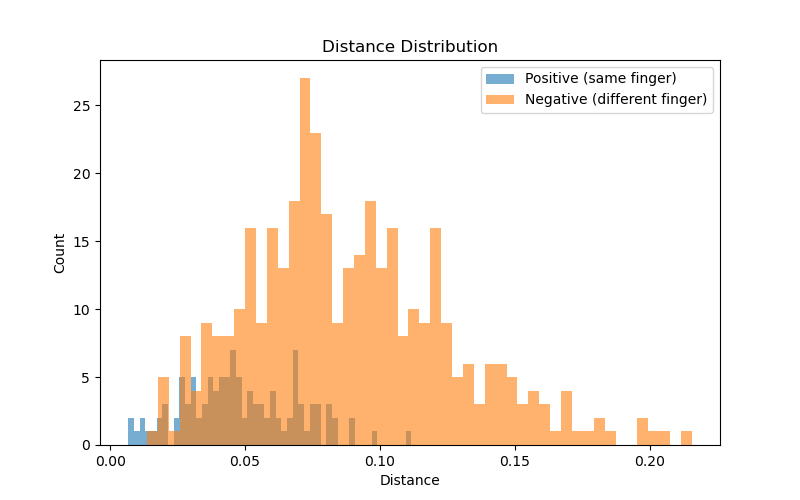 Distance Distribution
Positive (same finger)
Negative (different finger)
25
20
15
10
5
0
Count
0.00 0.05 0.10 0.15 0.20
Distance